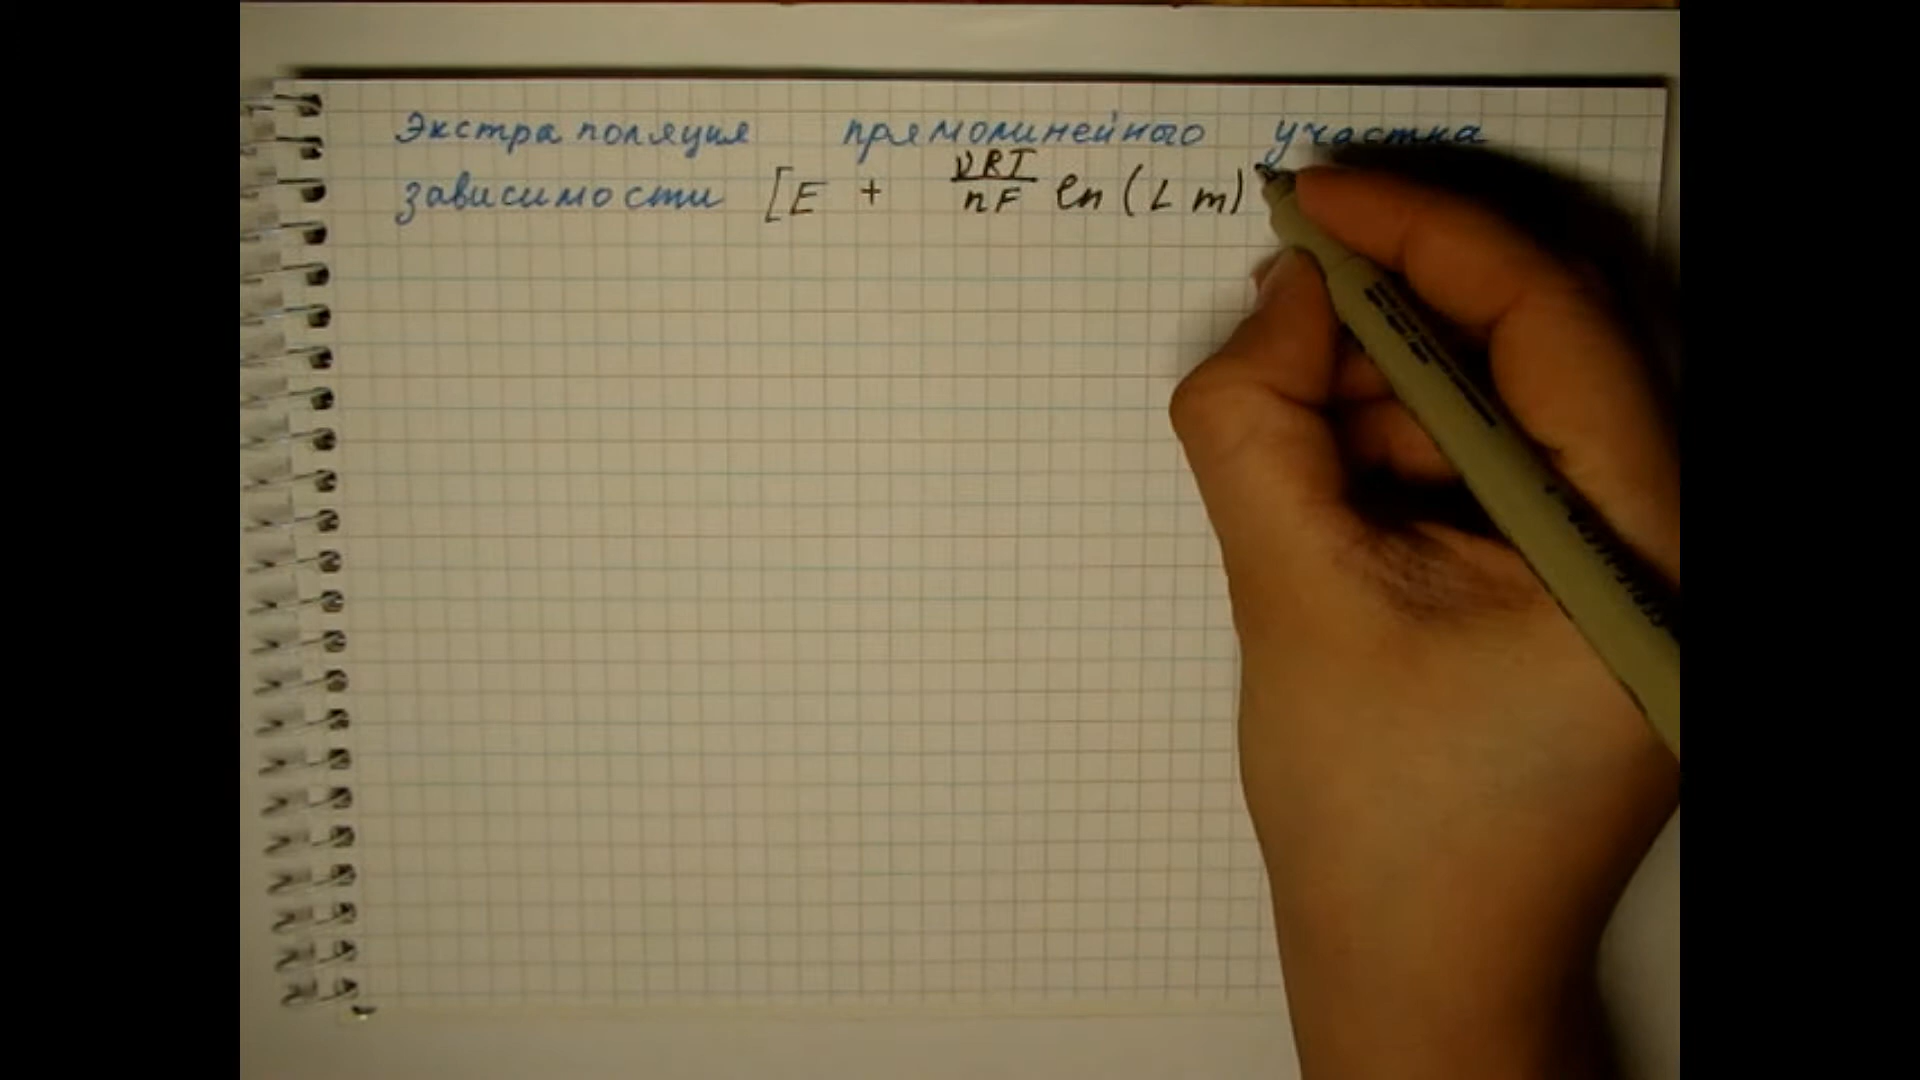 Экстраполяция прямолинейного участка
зависимости [E + νRT/nF ln(L m)